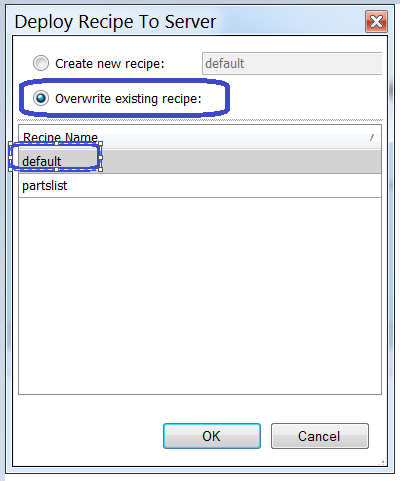 Deploy Recipe To Server
Create new recipe: default
Overwrite existing recipe:
Recipe Name
default
partslist
OK Cancel